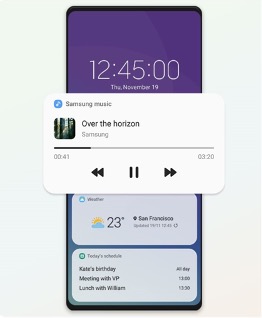 12:45:00
Thu, November 19
Samsung music
Over the horizon
Samsung
00:41 03:20
Weather
23° San Francisco
Updated 19/11 12:45
Today's schedule
Kate's birthday All day
Meeting with VP 13:00
Lunch with William 13:30